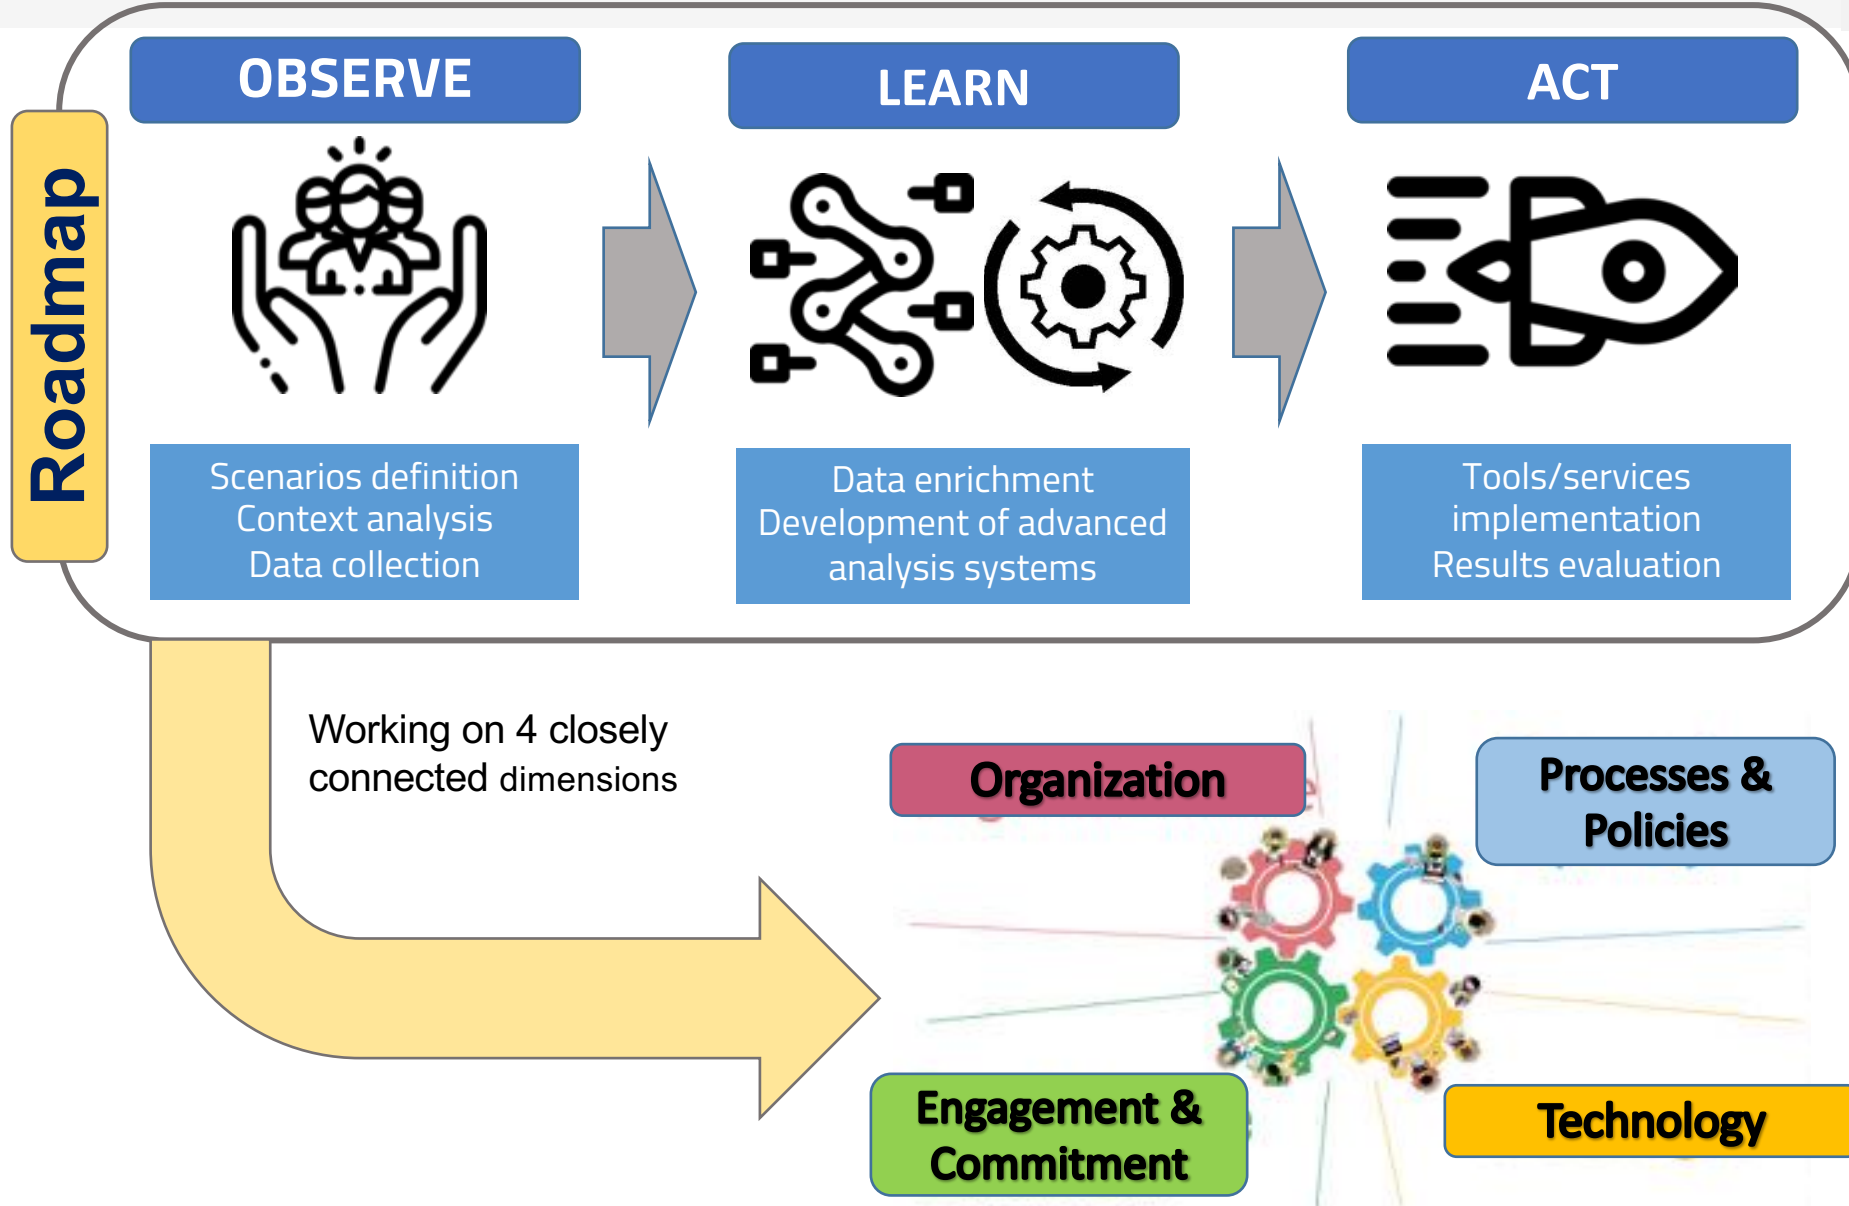 Roadmap
OBSERVE
LEARN
ACT
Scenarios definition
Context analysis
Data collection
Data enrichment
Development of advanced
analysis systems
Tools/services
implementation
Results evaluation
Working on 4 closely
connected dimensions
Organization
Processes &
Policies
Engagement &
Commitment
Technology